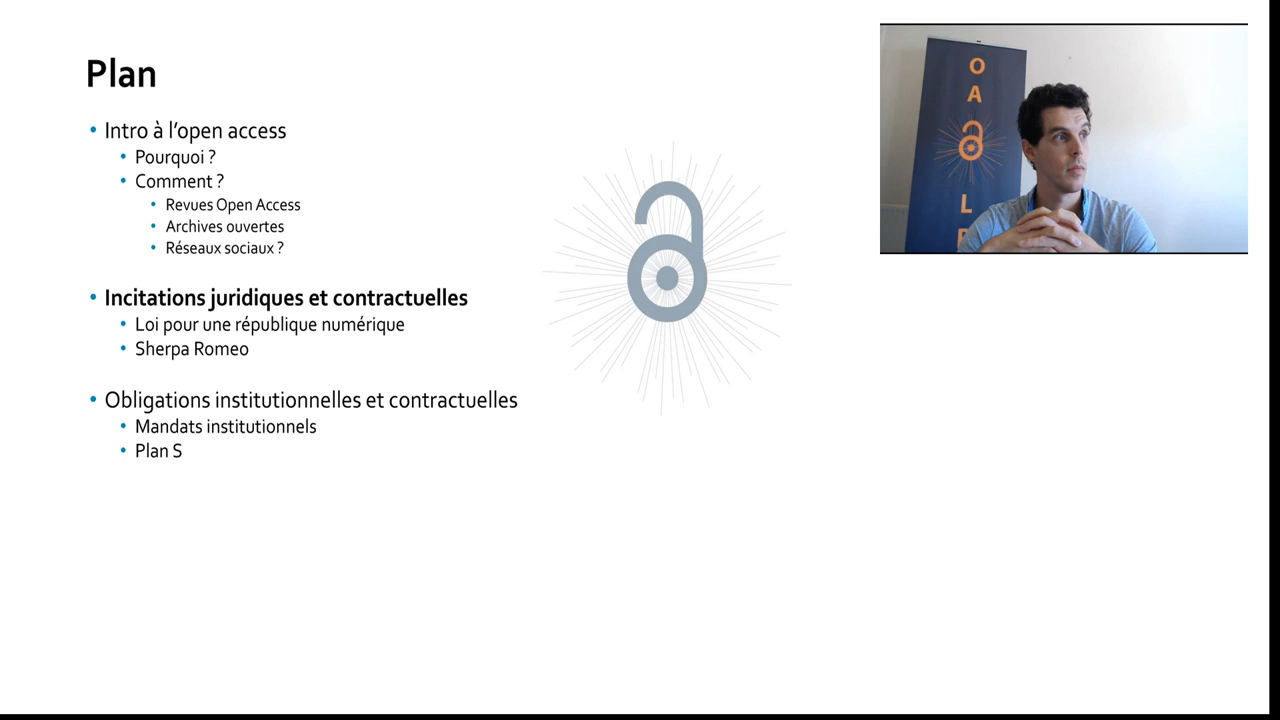 Plan
• Intro à l'open access
• Pourquoi ?
• Comment ?
• Revues Open Access
• Archives ouvertes
• Réseaux sociaux ?
• Incitations juridiques et contractuelles
• Loi pour une république numérique
• Sherpa Romeo
• Obligations institutionnelles et contractuelles
• Mandats institutionnels
• Plan S
O
A
L